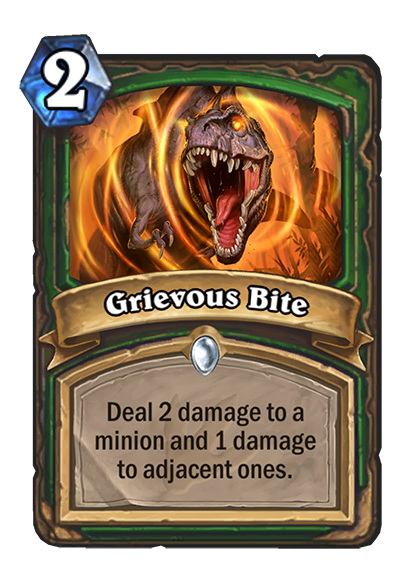 2
Grievous Bite
Deal 2 damage to a
minion and 1 damage
to adjacent ones.